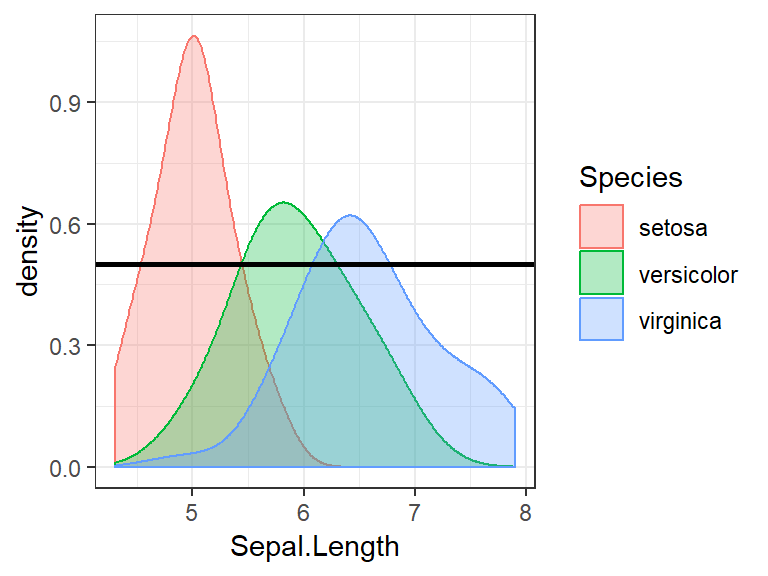 density
0.9
0.6
0.3
0.0
5
6
7
8
Sepal.Length
Species
setosa
versicolor
virginica